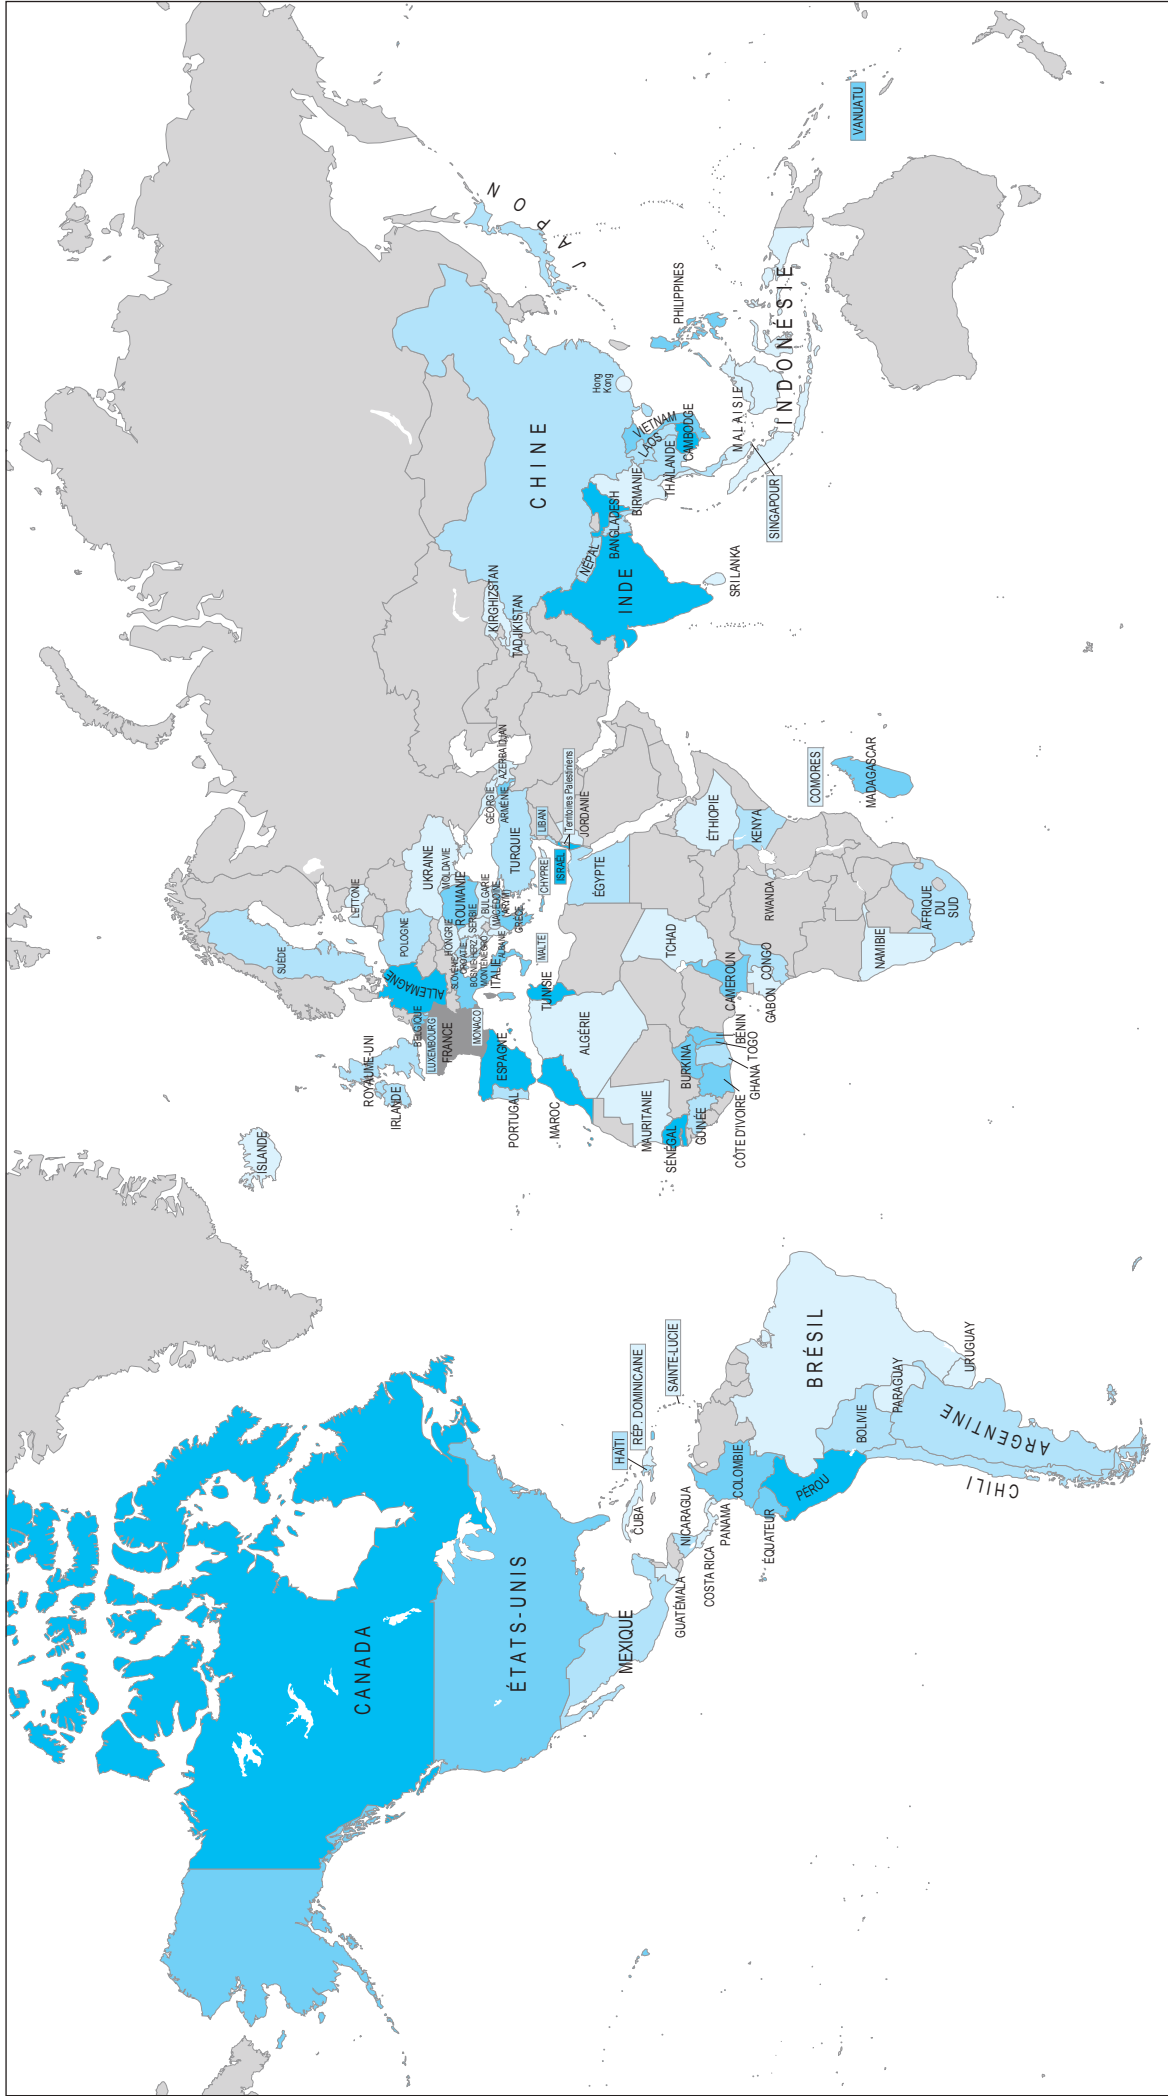 CANADA
ÉTATS-UNIS
MEXIQUE
GUATÉMALA
COSTA RICA
NICARAGUA
PANAMA
CUBA
HAÏTI
RÉP. DOMINICAINE
SAINTE-LUCIE
COLOMBIE
ÉQUATEUR
PÉROU
BRÉSIL
BOLIVIE
PARAGUAY
URUGUAY
ARGENTINE
CHILI
ISLANDE
ROYAUME-UNI
IRLANDE
SUÈDE
LETTONIE
POLOGNE
ALLEMAGNE
BELGIQUE
LUXEMBOURG
FRANCE
MONACO
ESPAGNE
PORTUGAL
UKRAINE
MOLDAVIE
HONGRIE
ROUMANIE
SLOVÉNIE
CROATIE
BOSNIE-HERZ.
SERBIE
MONTÉNÉGRO
BULGARIE
ITALIE
ALBANIE
MACÉDOINE
(ARYM)
GRÈCE
MALTE
CHYPRE
TURQUIE
GÉORGIE
ARMÉNIE
AZERBAÏDJAN
LIBAN
ISRAËL
Territoires Palestiniens
JORDANIE
MAROC
ALGÉRIE
TUNISIE
ÉGYPTE
MAURITANIE
SÉNÉGAL
GUINÉE
CÔTE D'IVOIRE
BURKINA
GHANA
TOGO
BÉNIN
TCHAD
CAMEROUN
GABON
CONGO
RWANDA
ÉTHIOPIE
KENYA
NAMIBIE
AFRIQUE
DU
SUD
COMORES
MADAGASCAR
KIRGHIZSTAN
TADJIKISTAN
CHINE
Hong
Kong
JAPON
INDE
NÉPAL
BANGLADESH
SRI LANKA
BIRMANIE
THAÏLANDE
LAOS
VIETNAM
CAMBODGE
PHILIPPINES
MALAISIE
SINGAPOUR
INDONÉSIE
VANUATU